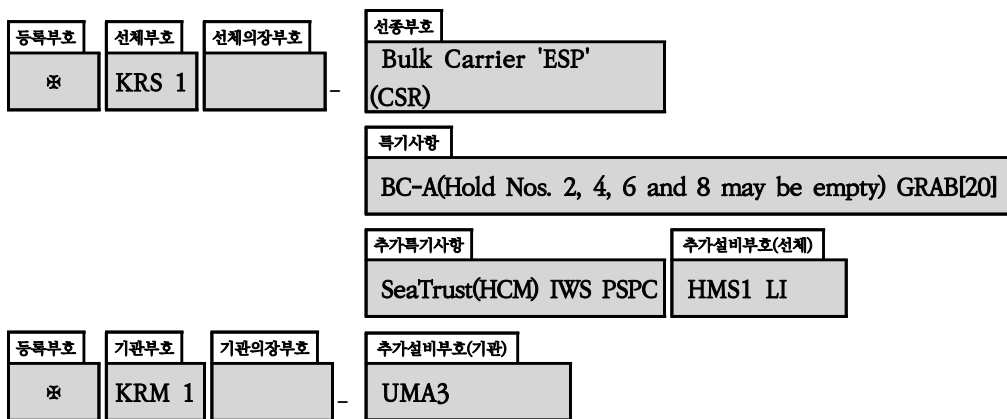 등록부호 선체부호 선체의장부호 선종부호
✠ KRS 1 - Bulk Carrier 'ESP'
(CSR)
특기사항
BC-A(Hold Nos. 2, 4, 6 and 8 may be empty) GRAB[20]
추가특기사항 추가설비부호(선체)
SeaTrust(HCM) IWS PSPC HMS1 LI
등록부호 기관부호 기관의장부호 추가설비부호(기관)
✠ KRM 1 - UMA3